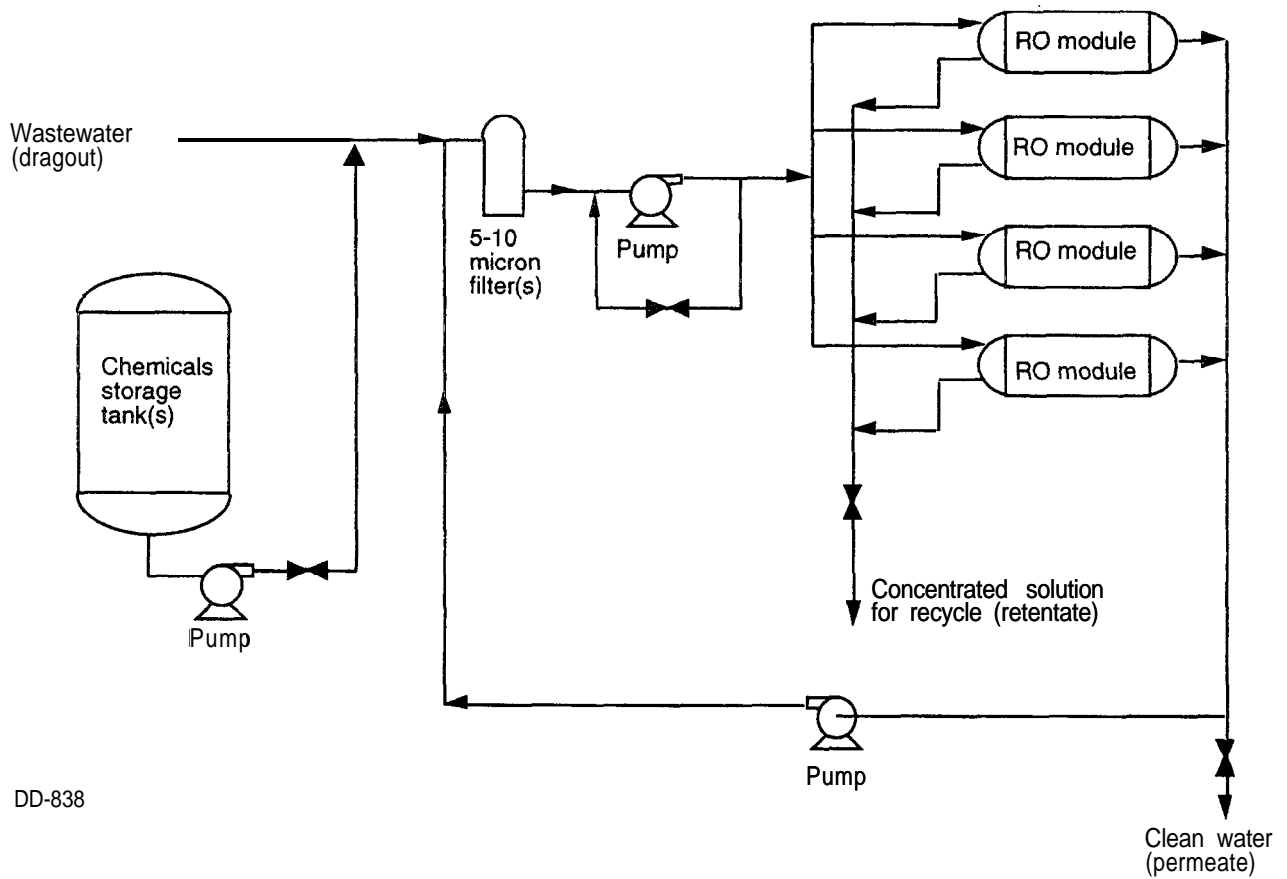 RO module
Wastewater
(dragout)
RO module
5-10
micron
filter(s)
Pump
RO module
Chemicals
storage
tank(s)
RO module
Concentrated solution
for recycle (retentate)
Pump
Pump
DD-838
Clean water
(permeate)